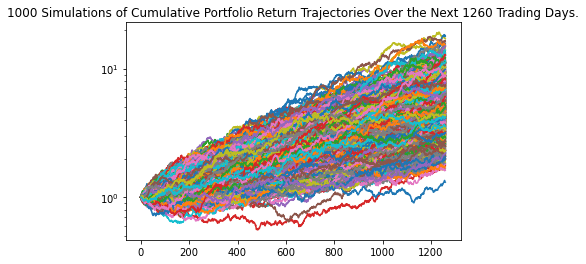 1000 Simulations of Cumulative Portfolio Return Trajectories Over the Next 1260 Trading Days.
10¹
10⁰
0 200 400 600 800 1000 1200